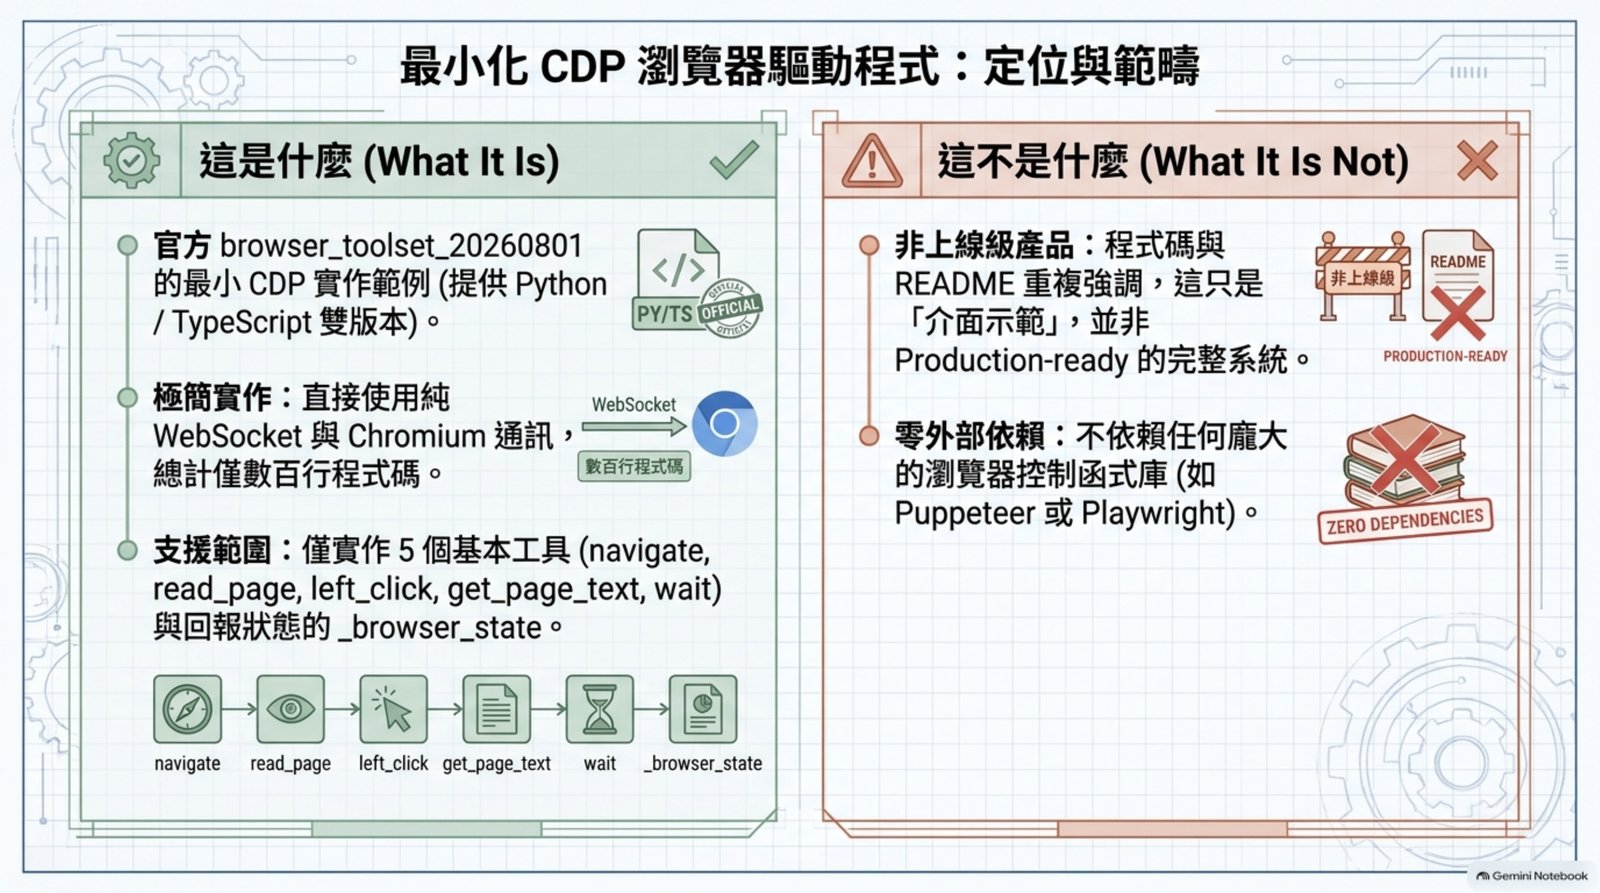 最小化 CDP 瀏覽器驅動程式：定位與範疇
這是什麼 (What It Is)
官方 browser_toolset_20260801
的最小 CDP 實作範例 (提供 Python
/ TypeScript 雙版本)。
</>
PY/TS
OFFICIAL
OFFICIAL
OFFICIAL
極簡實作：直接使用純
WebSocket 與 Chromium 通訊，
總計僅數百行程式碼。
WebSocket
數百行程式碼
支援範圍：僅實作 5 個基本工具 (navigate,
read_page, left_click, get_page_text, wait)
與回報狀態的 _browser_state。
navigate
read_page
left_click
get_page_text
wait
_browser_state
這不是什麼 (What It Is Not)
非上線級產品：程式碼與
README 重複強調，這只是
「介面示範」，並非
Production-ready 的完整系統。
非上線級
README
PRODUCTION-READY
零外部依賴：不依賴任何龐大
的瀏覽器控制函式庫 (如
Puppeteer 或 Playwright)。
ZERO DEPENDENCIES
Gemini Notebook